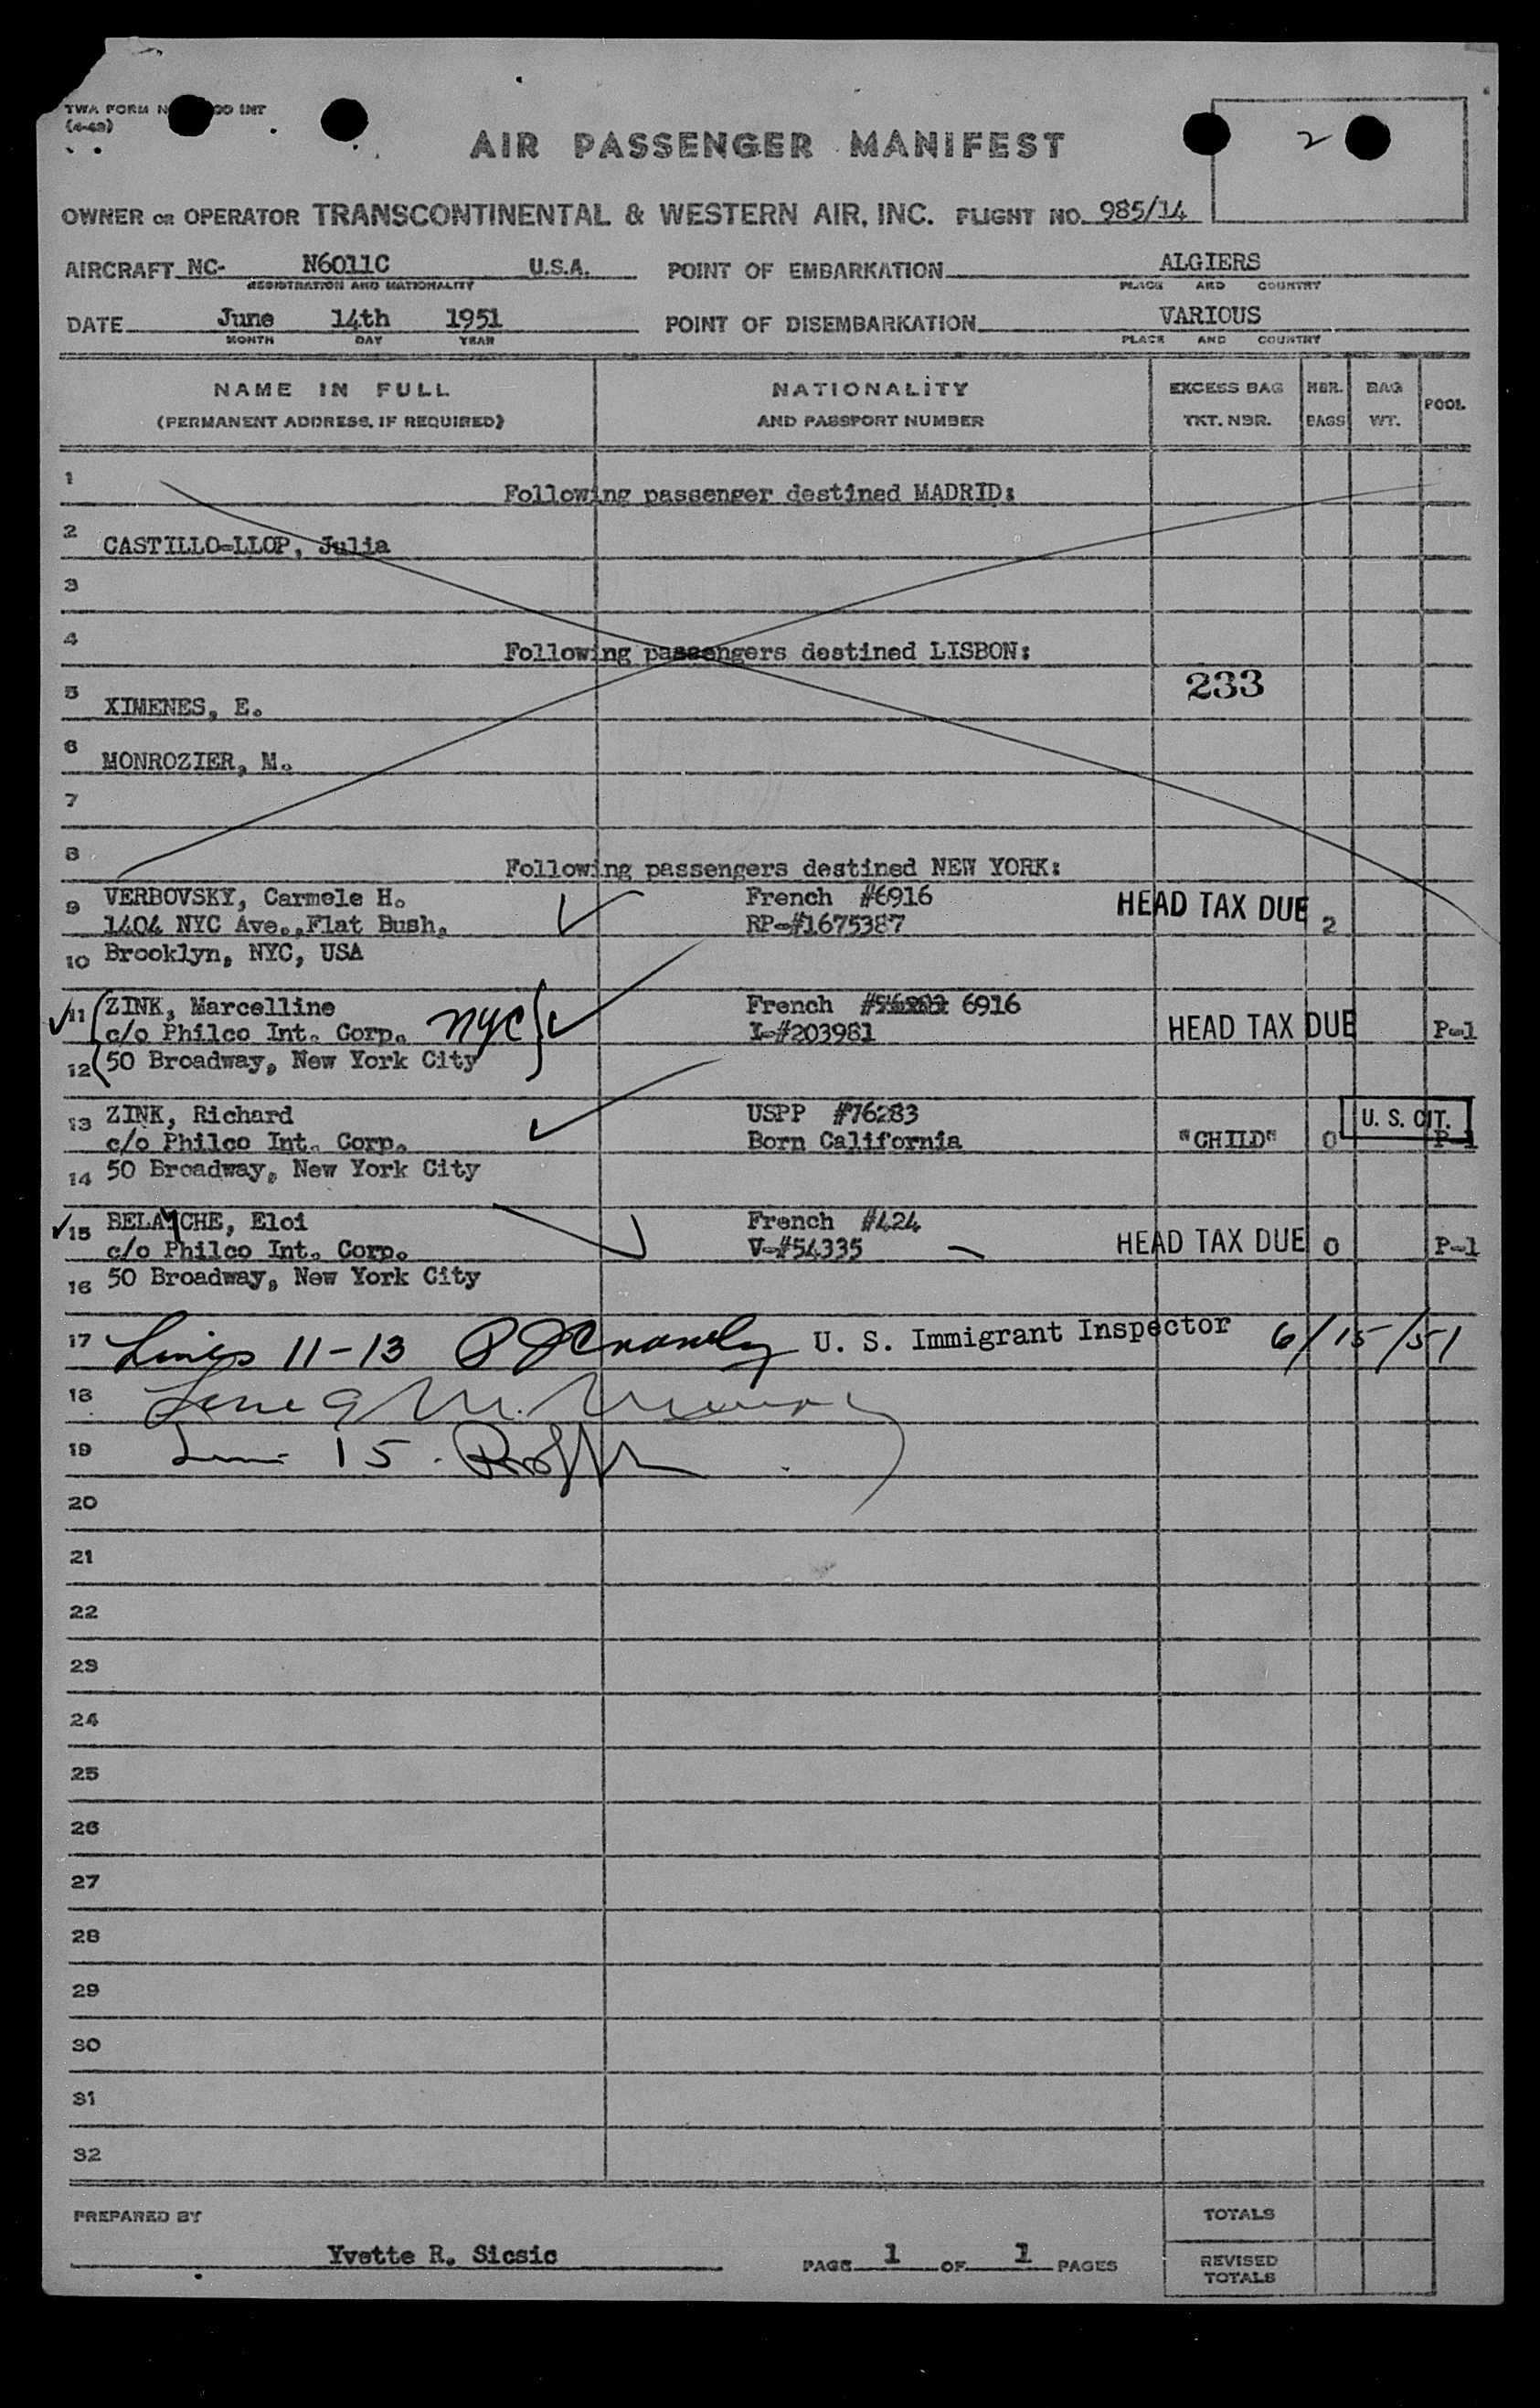 TWA FORM N OO INT
(4-49)
2
AIR PASSENGER MANIFEST
OWNER OR OPERATOR TRANSCONTINENTAL & WESTERN AIR, INC. FLIGHT NO. 985/14
AIRCRAFT NC- N6011C U.S.A. POINT OF EMBARKATION ALGIERS
REGISTRATION AND NATIONALITY PLACE AND COUNTRY
DATE June 14th 1951 POINT OF DISEMBARKATION VARIOUS
MONTH DAY YEAR PLACE AND COUNTRY
NAME IN FULL NATIONALITY EXCESS BAG NBR. BAG POOL
(PERMANENT ADDRESS, IF REQUIRED) AND PASSPORT NUMBER TKT. NBR. BAGS WT.
1 Following passenger destined MADRID:
2 CASTILLO-LLOP, Julia
3
4 Following passengers destined LISBON:
5 XIMENES, E. 233
6 MONROZIER, M.
7
8 Following passengers destined NEW YORK:
9 VERBOVSKY, Carmele H. French #6916 HEAD TAX DUE
1404 NYC Ave.,Flat Bush, RP-#1675387 2
10 Brooklyn, NYC, USA
11 ZINK, Marcelline French 6916
c/o Philco Int. Corp. NYC I-#203981 HEAD TAX DUE P-1
12 50 Broadway, New York City
13 ZINK, Richard USPP #76283 U. S. CIT.
c/o Philco Int. Corp. Born California "CHILD" 0 P-1
14 50 Broadway, New York City
15 BELAYCHE, Eloi French #424 HEAD TAX DUE
c/o Philco Int. Corp. V-#54335 0 P-1
16 50 Broadway, New York City
17 Lines 11-13 U. S. Immigrant Inspector 6/15/51
18 Line 9
19 Line 15.
20
21
22
23
24
25
26
27
28
29
30
31
32
PREPARED BY TOTALS
Yvette R. Sicsic PAGE 1 OF 1 PAGES REVISED TOTALS